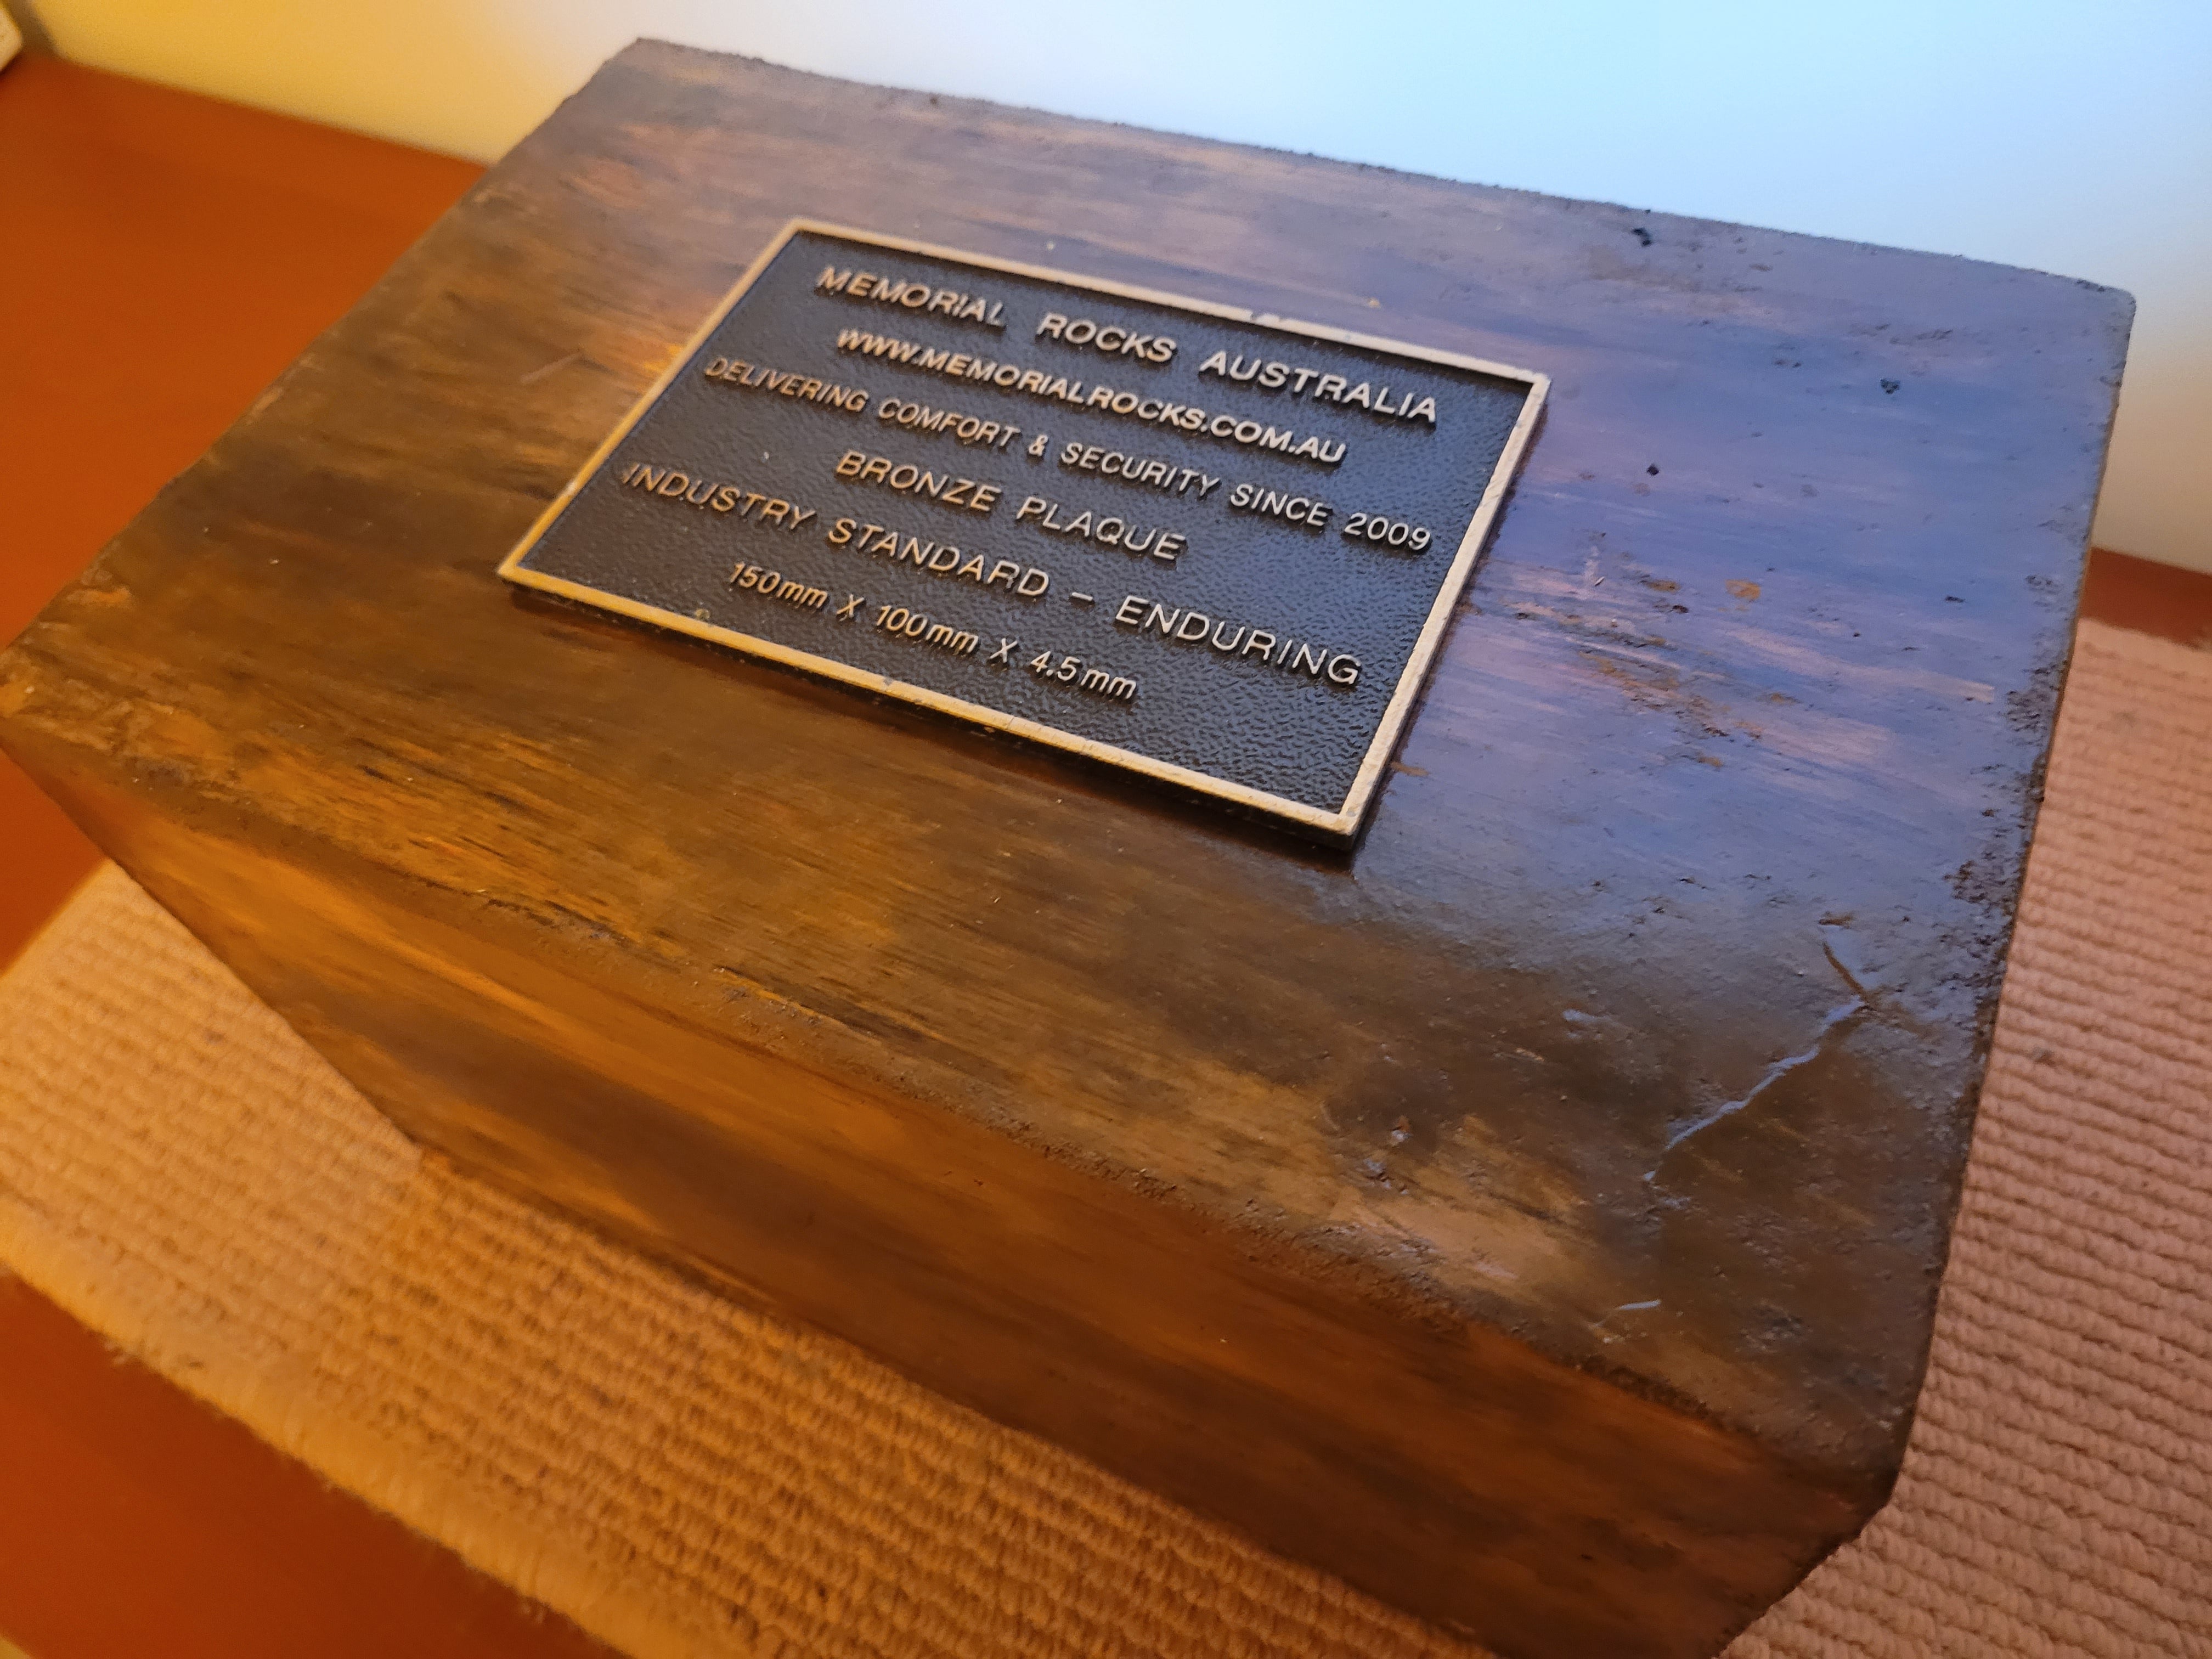 MEMORIAL ROCKS AUSTRALIA
WWW.MEMORIALROCKS.COM.AU
DELIVERING COMFORT & SECURITY SINCE 2009
BRONZE PLAQUE
INDUSTRY STANDARD – ENDURING
150mm X 100mm X 4.5mm